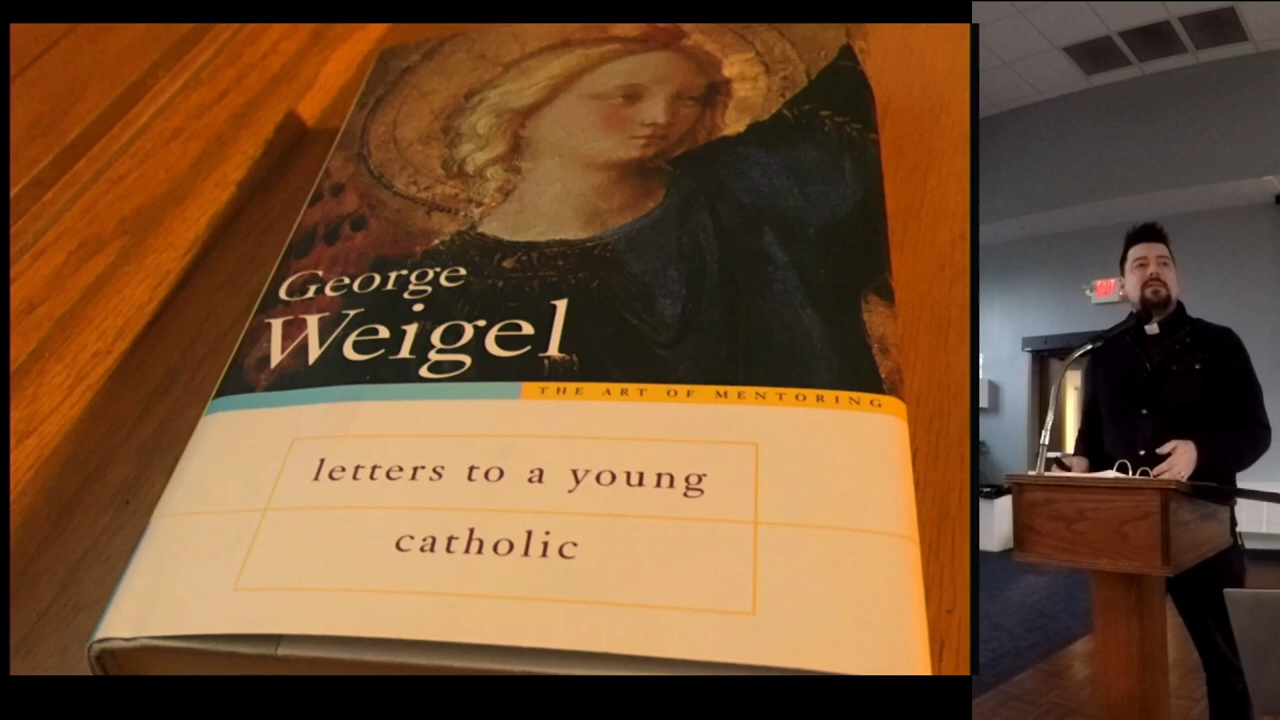 George
Weigel
THE ART OF MENTORING
letters to a young
catholic